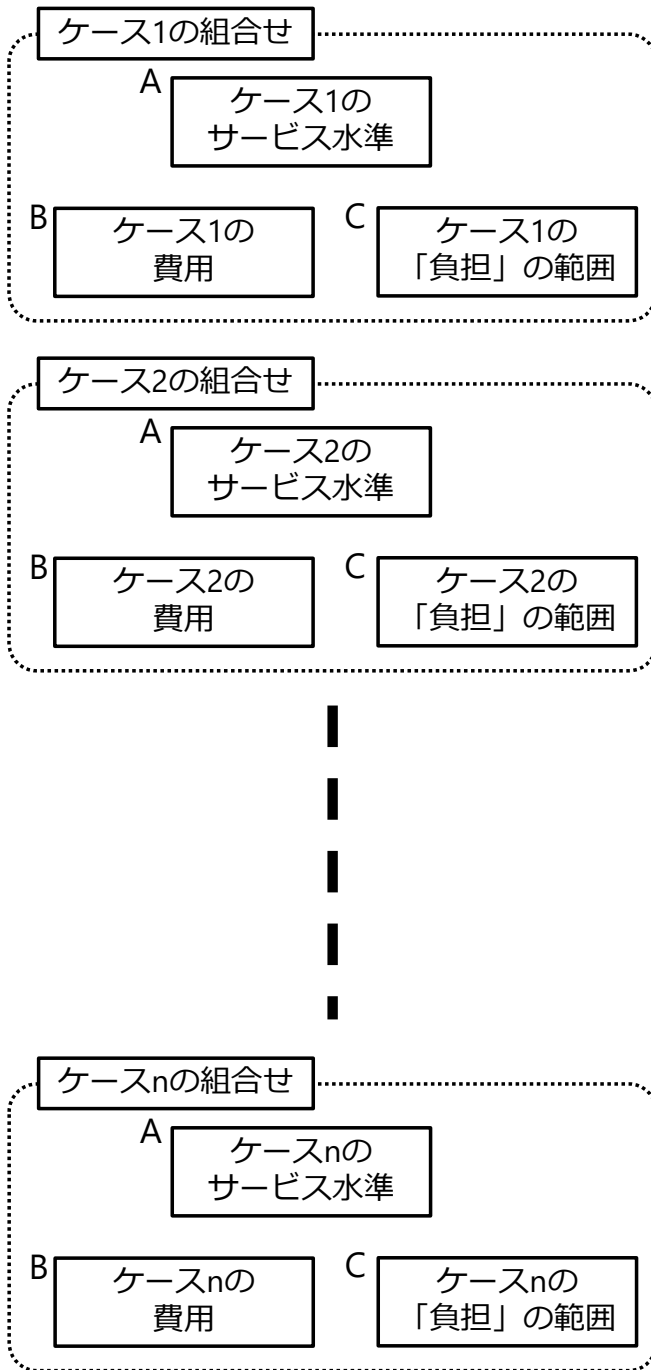 ケース1の組合せ
A
ケース1の
サービス水準
B
ケース1の
費用
C
ケース1の
「負担」の範囲
ケース2の組合せ
A
ケース2の
サービス水準
B
ケース2の
費用
C
ケース2の
「負担」の範囲
ケースnの組合せ
A
ケースnの
サービス水準
B
ケースnの
費用
C
ケースnの
「負担」の範囲